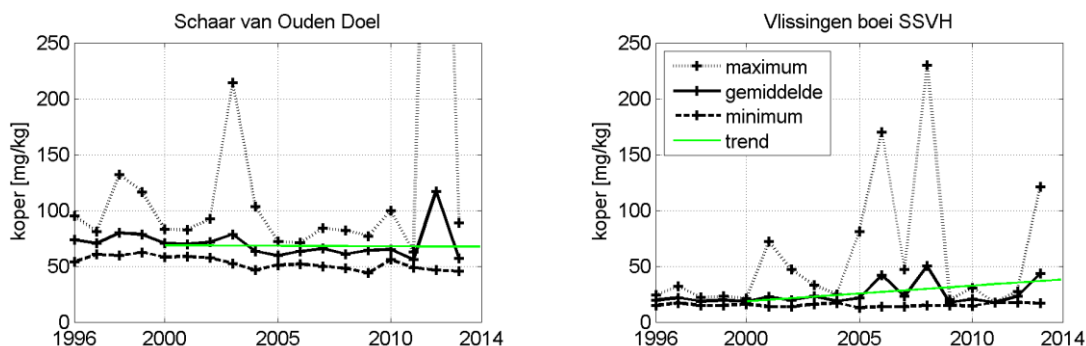 Schaar van Ouden Doel
koper [mg/kg]
250
200
150
100
50
0
1996
2000
2005
2010
2014
Vlissingen boei SSVH
koper [mg/kg]
250
200
150
100
50
0
maximum
gemiddelde
minimum
trend
1996
2000
2005
2010
2014